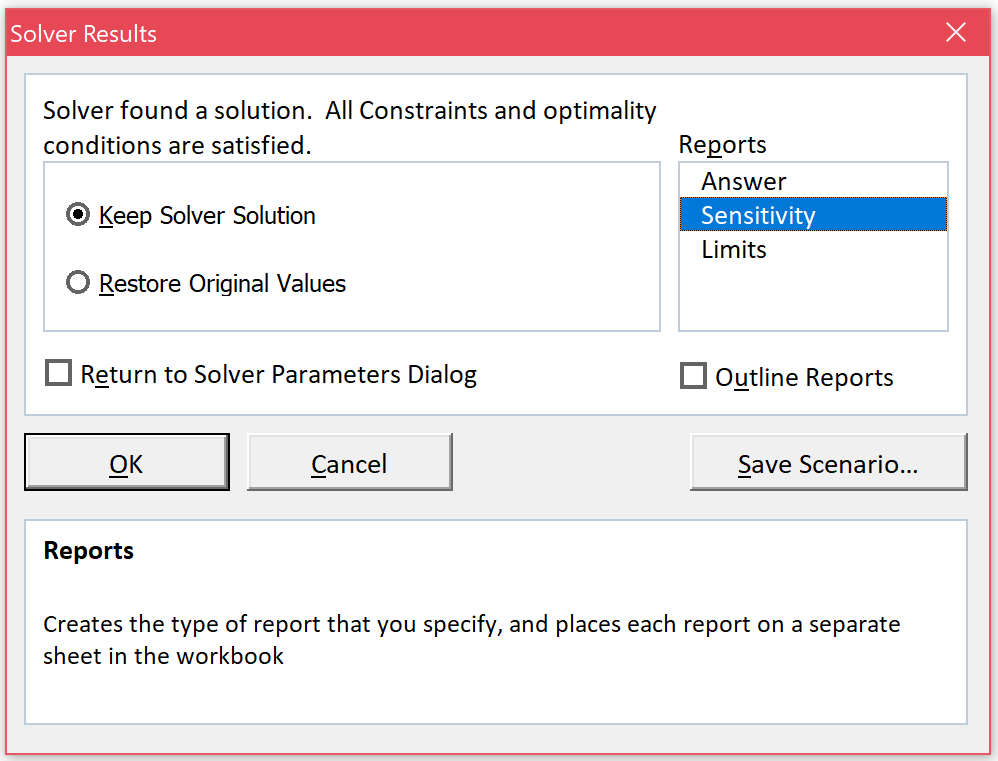 Solver Results
Solver found a solution.  All Constraints and optimality
conditions are satisfied.
Reports
Keep Solver Solution
Restore Original Values
Answer
Sensitivity
Limits
Return to Solver Parameters Dialog
Outline Reports
OK
Cancel
Save Scenario...
Reports
Creates the type of report that you specify, and places each report on a separate
sheet in the workbook